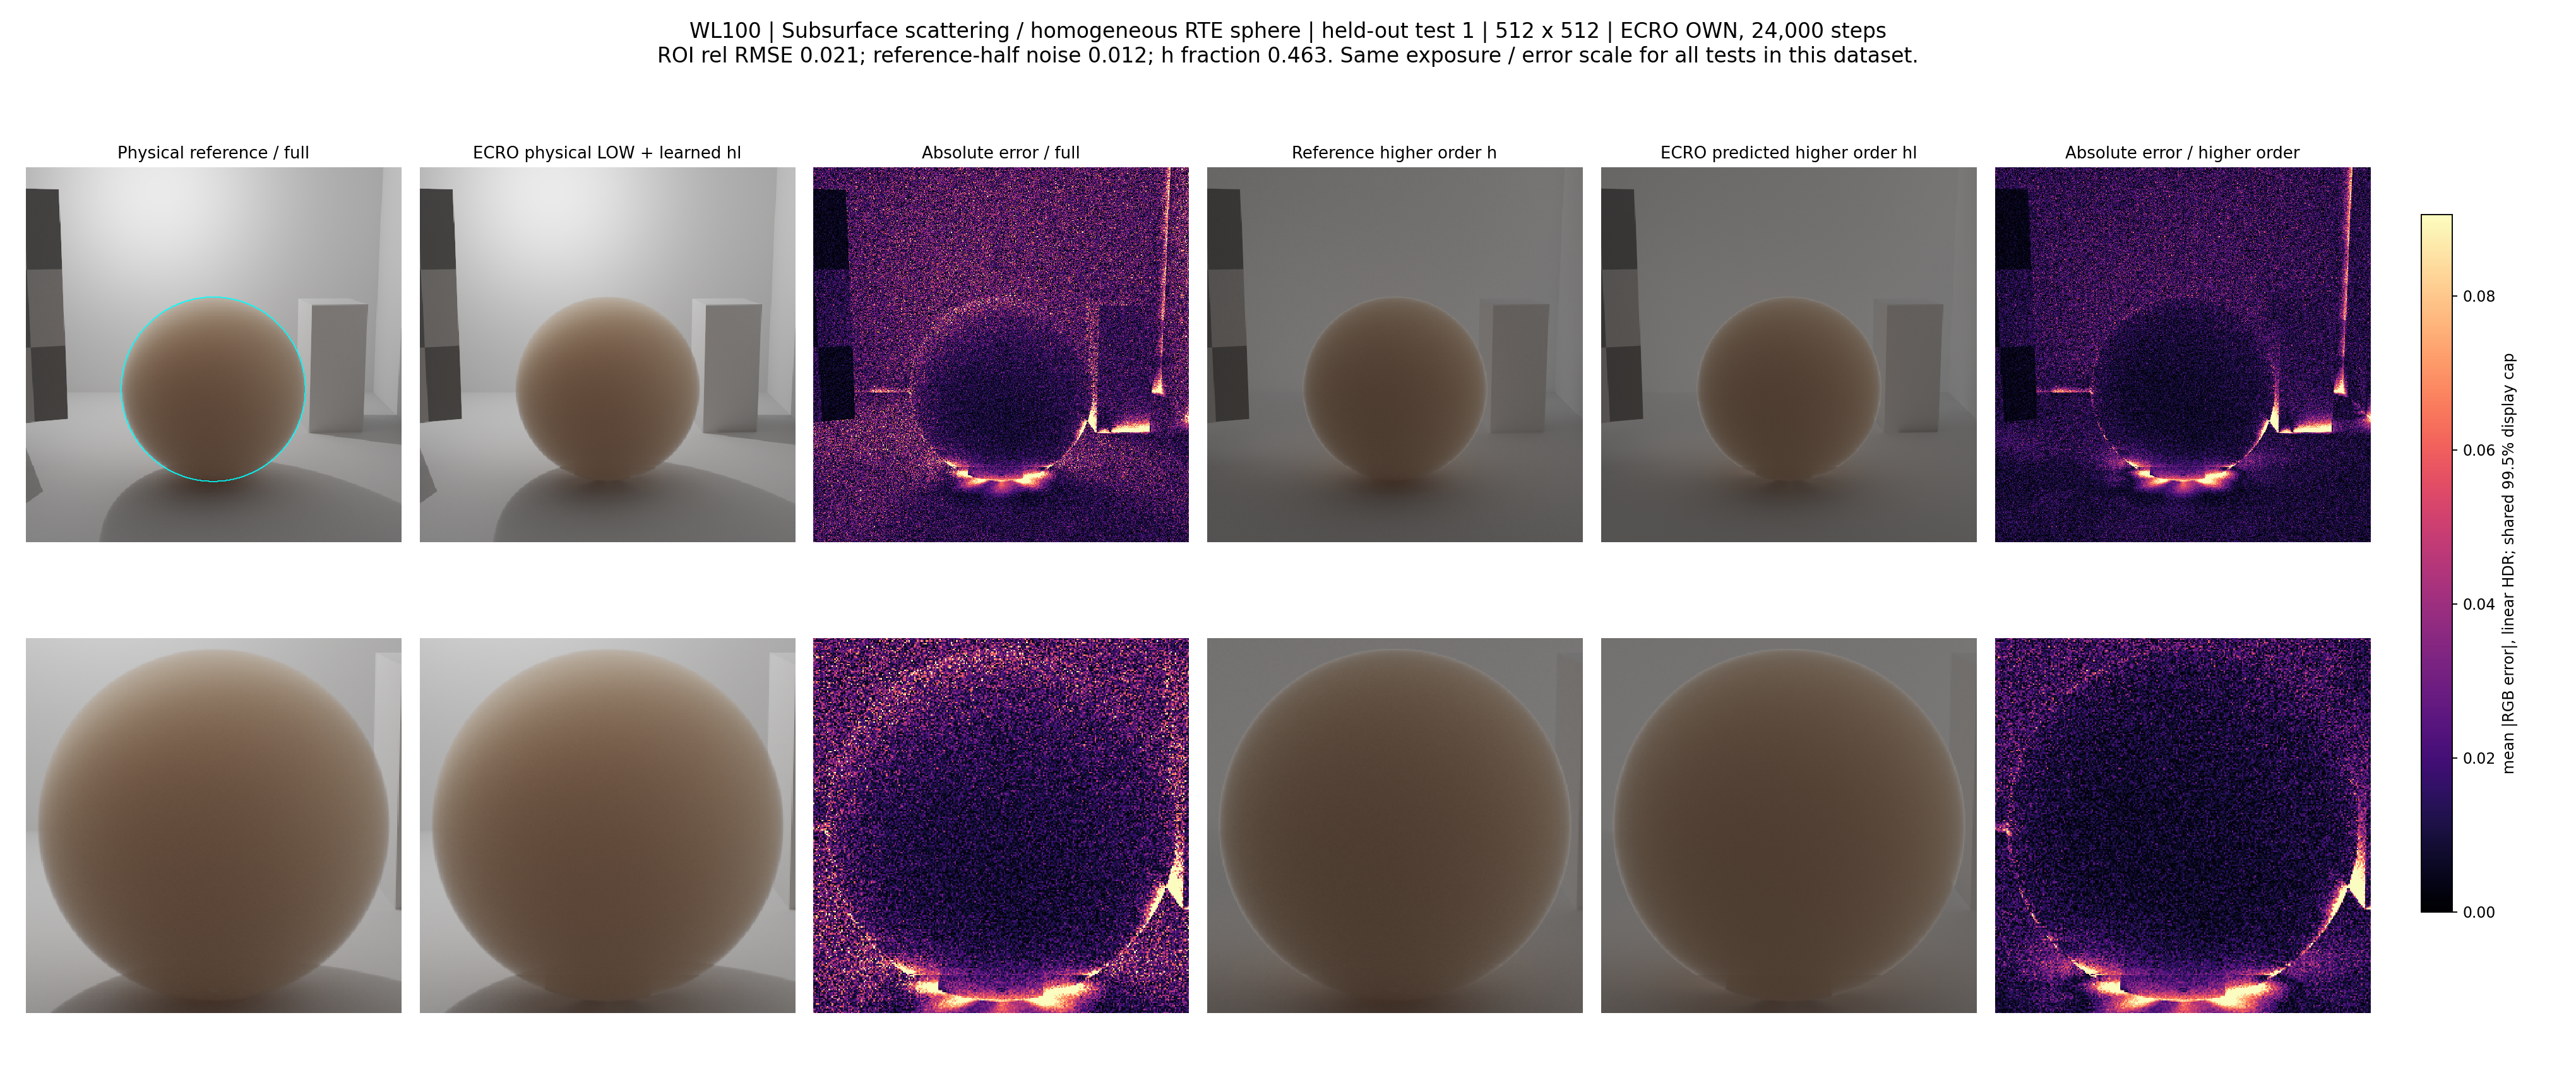 WL100 | Subsurface scattering / homogeneous RTE sphere | held-out test 1 | 512 x 512 | ECRO OWN, 24,000 steps
ROI rel RMSE 0.021; reference-half noise 0.012; h fraction 0.463. Same exposure / error scale for all tests in this dataset.
Physical reference / full
ECRO physical LOW + learned hl
Absolute error / full
Reference higher order h
ECRO predicted higher order hl
Absolute error / higher order
0.08
0.06
0.04
0.02
0.00
mean |RGB error|, linear HDR; shared 99.5% display cap